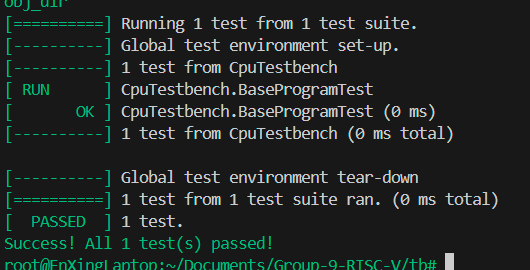 obj_dir
[==========] Running 1 test from 1 test suite.
[----------] Global test environment set-up.
[----------] 1 test from CpuTestbench
[ RUN      ] CpuTestbench.BaseProgramTest
[       OK ] CpuTestbench.BaseProgramTest (0 ms)
[----------] 1 test from CpuTestbench (0 ms total)

[----------] Global test environment tear-down
[==========] 1 test from 1 test suite ran. (0 ms total)
[  PASSED  ] 1 test.
Success! All 1 test(s) passed!
root@EnXingLaptop:~/Documents/Group-9-RISC-V/tb#